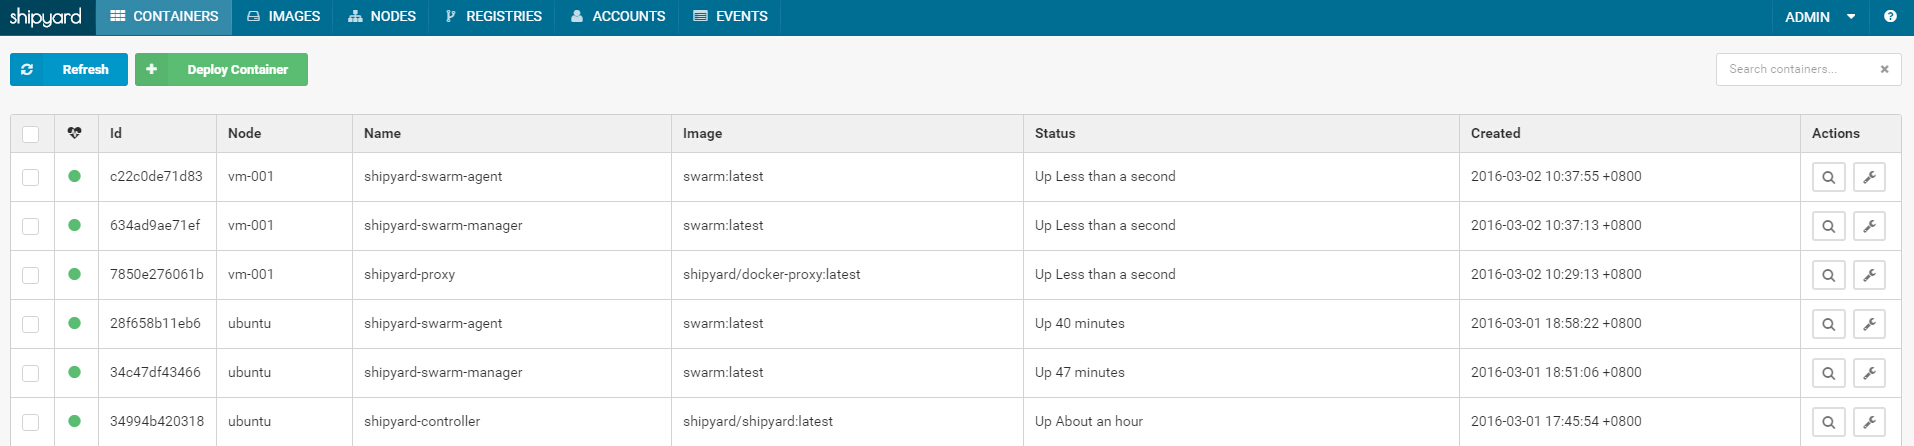 shipyard CONTAINERS IMAGES NODES REGISTRIES ACCOUNTS EVENTS ADMIN
Refresh Deploy Container Search containers...
Id Node Name Image Status Created Actions
c22c0de71d83 vm-001 shipyard-swarm-agent swarm:latest Up Less than a second 2016-03-02 10:37:55 +0800
634ad9ae71ef vm-001 shipyard-swarm-manager swarm:latest Up Less than a second 2016-03-02 10:37:13 +0800
7850e276061b vm-001 shipyard-proxy shipyard/docker-proxy:latest Up Less than a second 2016-03-02 10:29:13 +0800
28f658b11eb6 ubuntu shipyard-swarm-agent swarm:latest Up 40 minutes 2016-03-01 18:58:22 +0800
34c47df43466 ubuntu shipyard-swarm-manager swarm:latest Up 47 minutes 2016-03-01 18:51:06 +0800
34994b420318 ubuntu shipyard-controller shipyard/shipyard:latest Up About an hour 2016-03-01 17:45:54 +0800